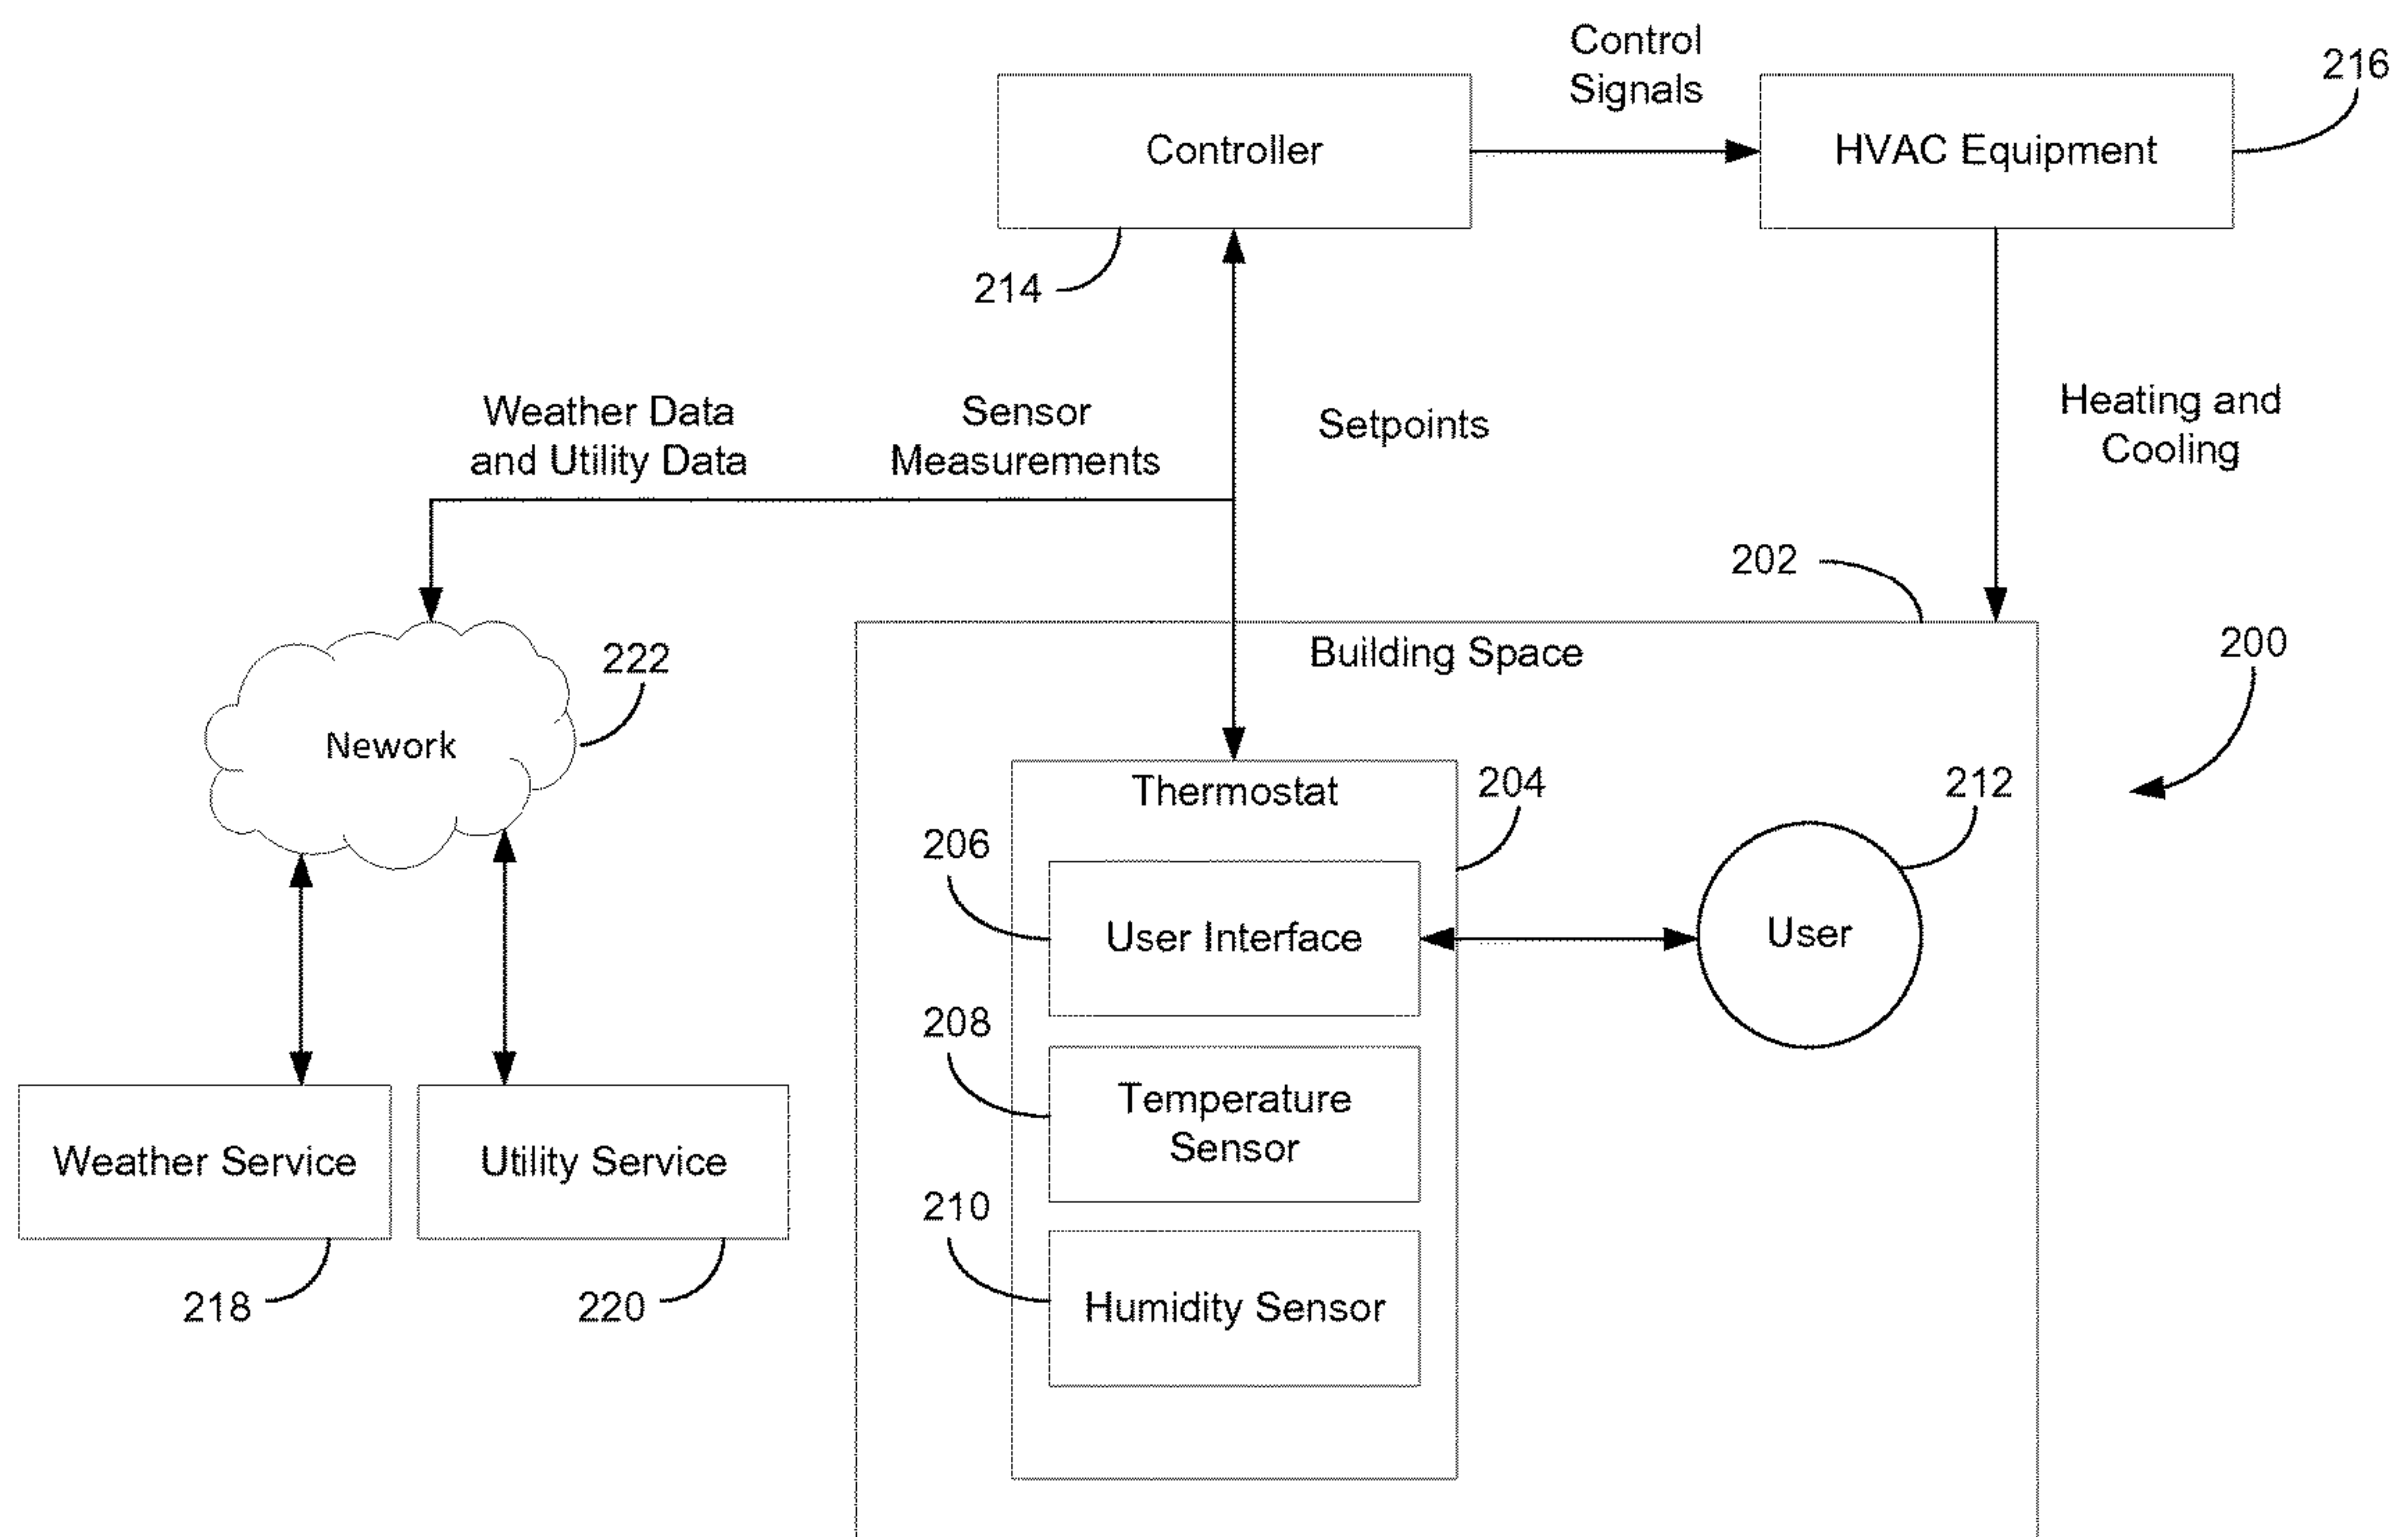 Control
Signals
216
Controller
HVAC Equipment
214
Weather Data
and Utility Data
Sensor
Measurements
Setpoints
Heating and
Cooling
202
Building Space
200
222
Nework
Thermostat
204
212
206
User Interface
User
208
Temperature
Sensor
Weather Service
Utility Service
210
218
220
Humidity Sensor